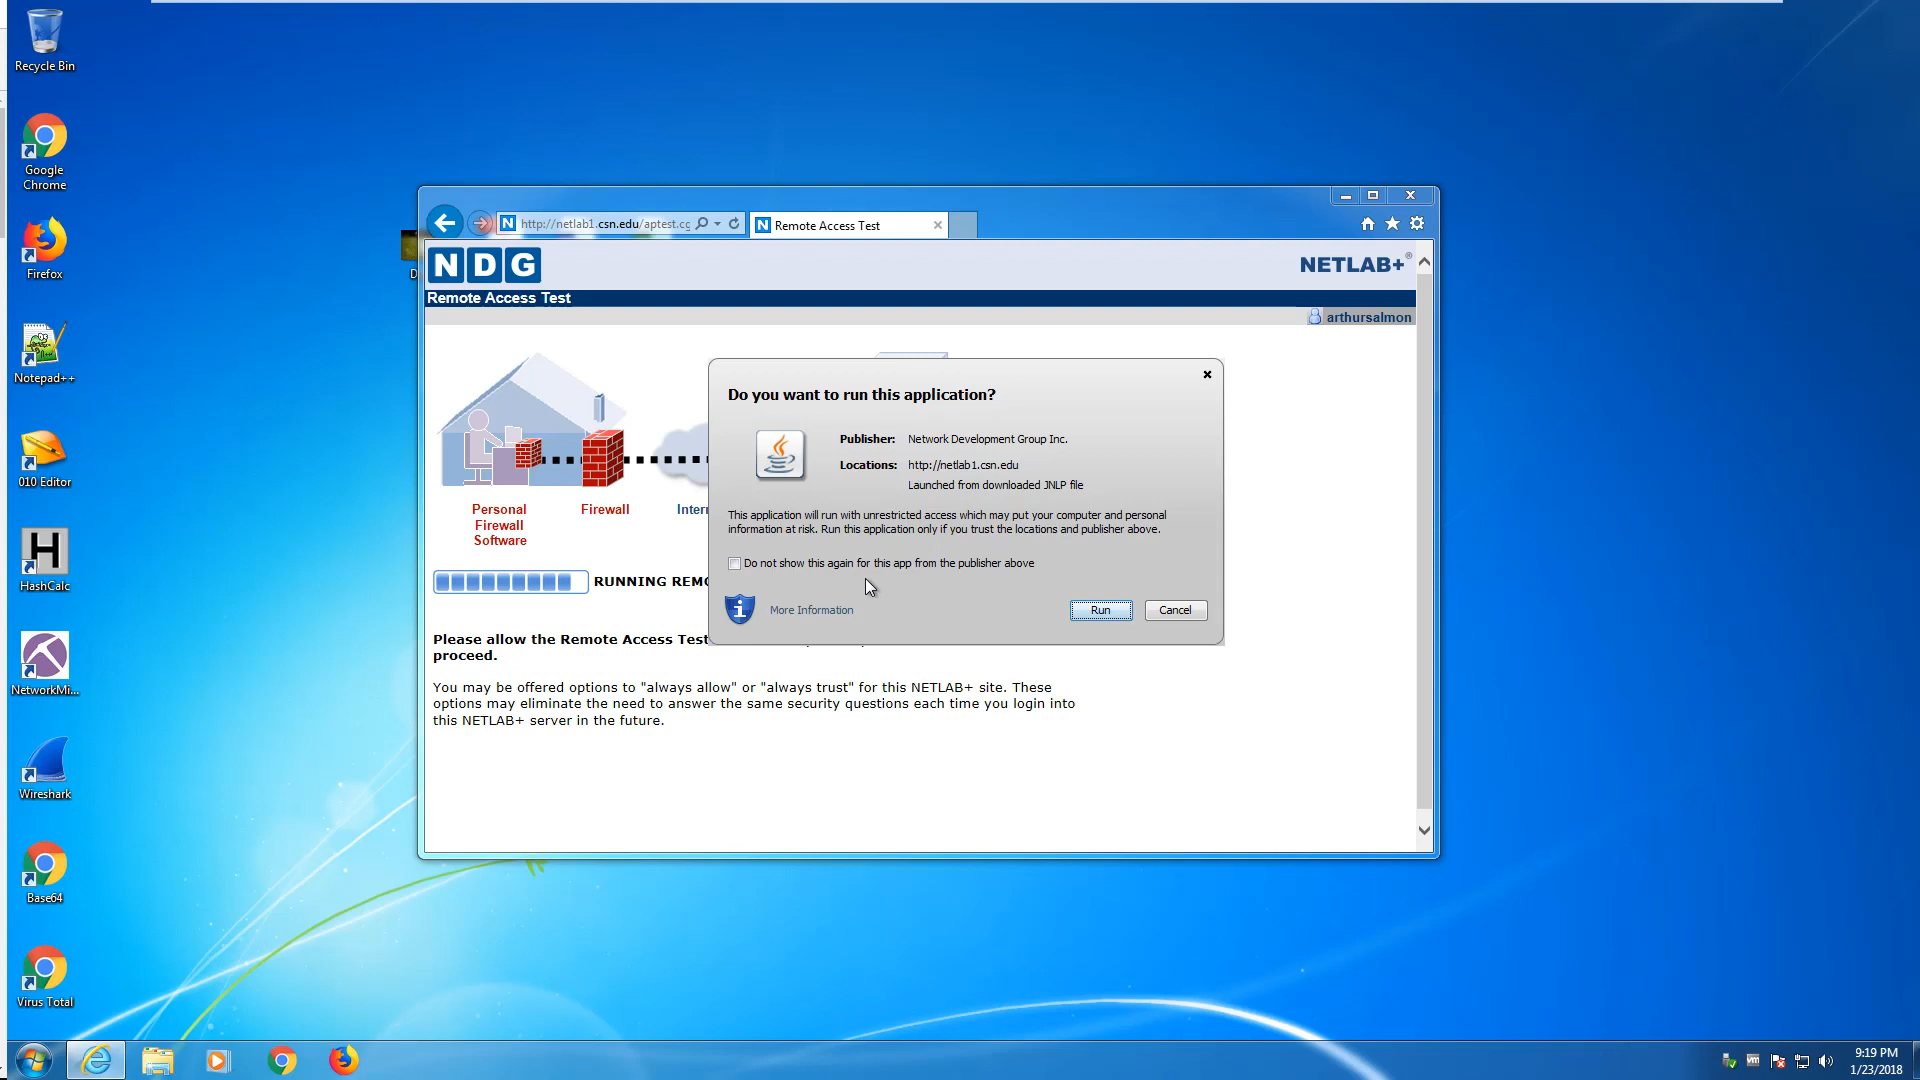 Recycle Bin
Google
Chrome
Firefox
Notepad++
010 Editor
HashCalc
NetworkMi...
Wireshark
Base64
Virus Total
http://netlab1.csn.edu/aptest.cg
Remote Access Test
NDG
NETLAB+®
Remote Access Test
arthursalmon
Personal
Firewall
Software
Firewall
Intern
RUNNING REMO
Please allow the Remote Access Test
proceed.
You may be offered options to "always allow" or "always trust" for this NETLAB+ site. These
options may eliminate the need to answer the same security questions each time you login into
this NETLAB+ server in the future.
Do you want to run this application?
Publisher: Network Development Group Inc.
Locations: http://netlab1.csn.edu
Launched from downloaded JNLP file
This application will run with unrestricted access which may put your computer and personal
information at risk. Run this application only if you trust the locations and publisher above.
Do not show this again for this app from the publisher above
More Information
Run
Cancel
9:19 PM
1/23/2018